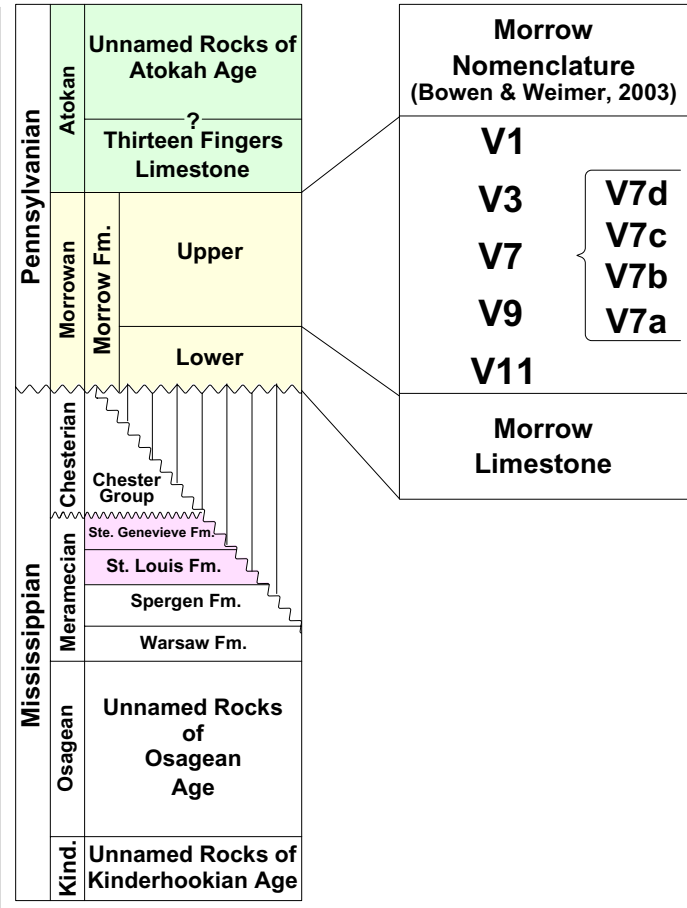 Pennsylvanian
Atokan
Unnamed Rocks of
Atokah Age
?
Thirteen Fingers
Limestone
Morrowan
Morrow Fm.
Upper
Lower
Mississippian
Chesterian
Chester
Group
Meramecian
Ste. Genevieve Fm.
St. Louis Fm.
Spergen Fm.
Warsaw Fm.
Osagean
Unnamed Rocks
of
Osagean
Age
Kind.
Unnamed Rocks of
Kinderhookian Age
Morrow
Nomenclature
(Bowen & Weimer, 2003)
V1
V3
V7
V9
V11
V7d
V7c
V7b
V7a
Morrow
Limestone